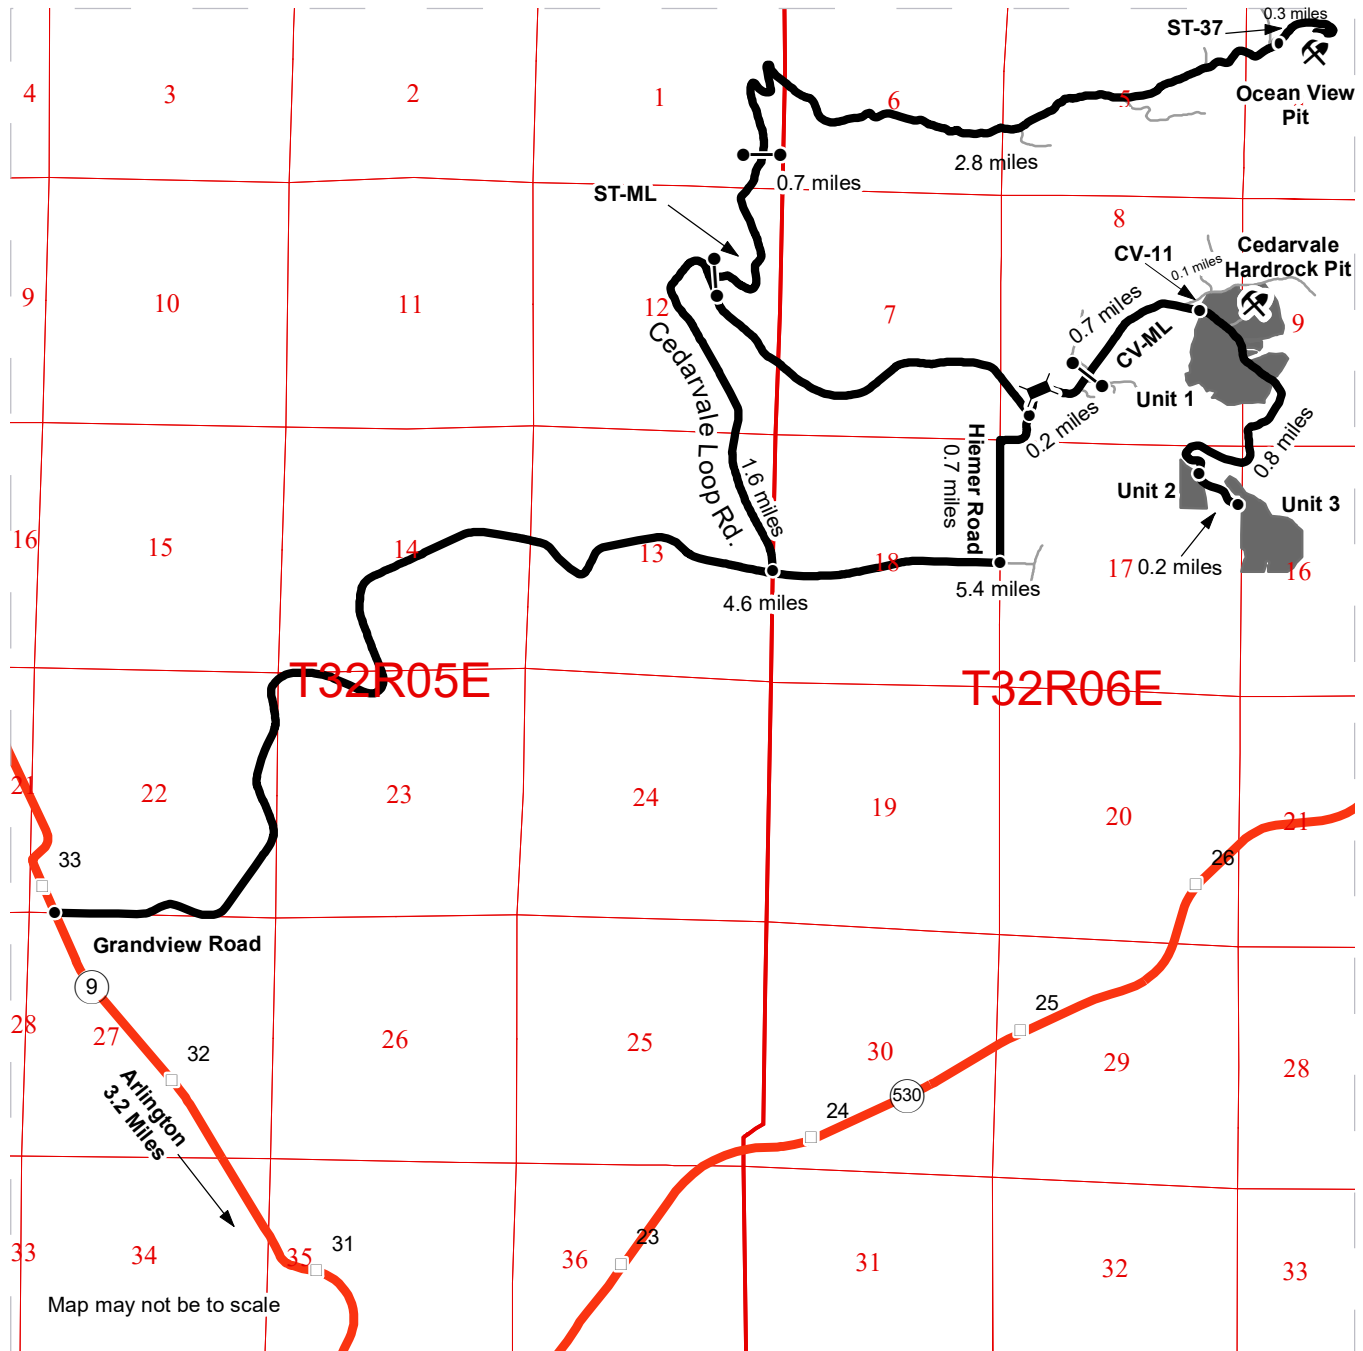 0.3 miles
ST-37
Ocean View
Pit
4
3
2
1
6
5
2.8 miles
0.7 miles
ST-ML
8
CV-11
0.1 miles
Cedarvale
Hardrock Pit
9
10
11
12
7
9
0.7 miles
CV-ML
Cedarvale Loop Rd.
1.6 miles
Unit 1
0.2 miles
Hiemer Road
0.7 miles
0.8 miles
Unit 2
Unit 3
16
15
14
13
18
17
0.2 miles
16
4.6 miles
5.4 miles
T32R05E
T32R06E
21
22
23
24
19
20
21
33
26
Grandview Road
9
28
27
26
25
30
25
29
28
32
530
24
Arlington
3.2 Miles
33
34
35
31
36
23
31
32
33
Map may not be to scale